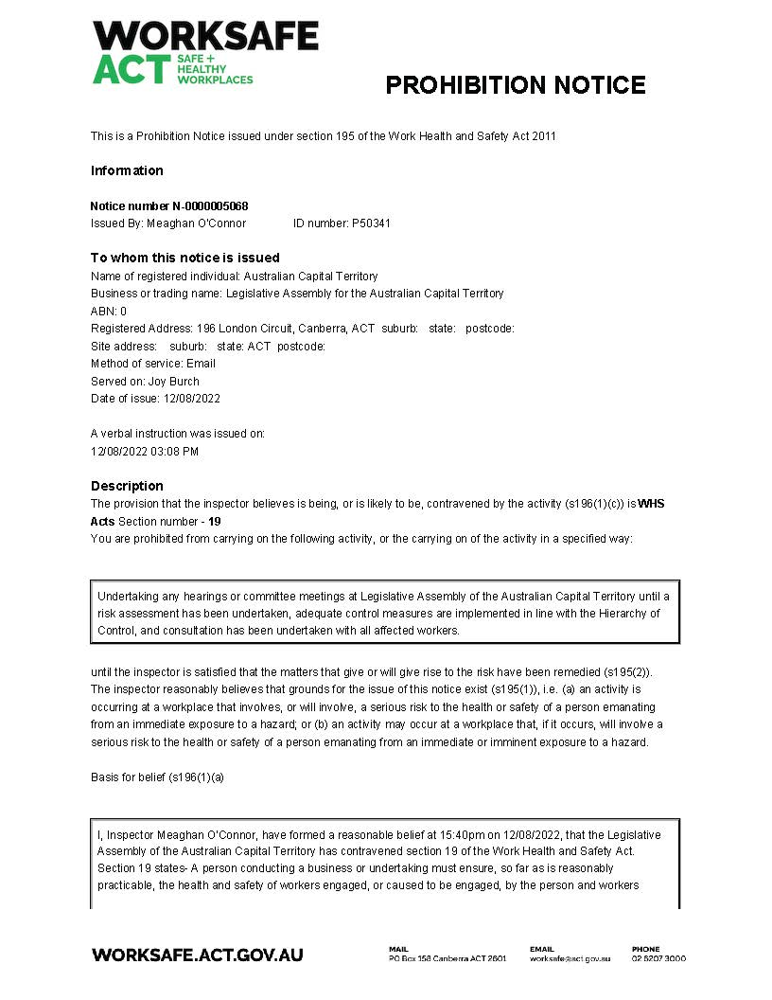 WORKSAFE
ACT SAFE +
HEALTHY
WORKPLACES
PROHIBITION NOTICE
This is a Prohibition Notice issued under section 195 of the Work Health and Safety Act 2011
Information
Notice number N-0000005068
Issued By: Meaghan O'Connor ID number: P50341
To whom this notice is issued
Name of registered individual: Australian Capital Territory
Business or trading name: Legislative Assembly for the Australian Capital Territory
ABN: 0
Registered Address: 196 London Circuit, Canberra, ACT suburb: state: postcode:
Site address: suburb: state: ACT postcode:
Method of service: Email
Served on: Joy Burch
Date of issue: 12/08/2022
A verbal instruction was issued on:
12/08/2022 03:08 PM
Description
The provision that the inspector believes is being, or is likely to be, contravened by the activity (s196(1)(c)) is WHS
Acts Section number - 19
You are prohibited from carrying on the following activity, or the carrying on of the activity in a specified way:
Undertaking any hearings or committee meetings at Legislative Assembly of the Australian Capital Territory until a
risk assessment has been undertaken, adequate control measures are implemented in line with the Hierarchy of
Control, and consultation has been undertaken with all affected workers.
until the inspector is satisfied that the matters that give or will give rise to the risk have been remedied (s195(2)).
The inspector reasonably believes that grounds for the issue of this notice exist (s195(1)), i.e. (a) an activity is
occurring at a workplace that involves, or will involve, a serious risk to the health or safety of a person emanating
from an immediate exposure to a hazard; or (b) an activity may occur at a workplace that, if it occurs, will involve a
serious risk to the health or safety of a person emanating from an immediate or imminent exposure to a hazard.
Basis for belief (s196(1)(a)
I, Inspector Meaghan O'Connor, have formed a reasonable belief at 15:40pm on 12/08/2022, that the Legislative
Assembly of the Australian Capital Territory has contravened section 19 of the Work Health and Safety Act.
Section 19 states- A person conducting a business or undertaking must ensure, so far as is reasonably
practicable, the health and safety of workers engaged, or caused to be engaged, by the person and workers
WORKSAFE.ACT.GOV.AU
MAIL EMAIL PHONE
PO Box 158 Canberra ACT 2601 worksafe@act.gov.au 02 6207 3000